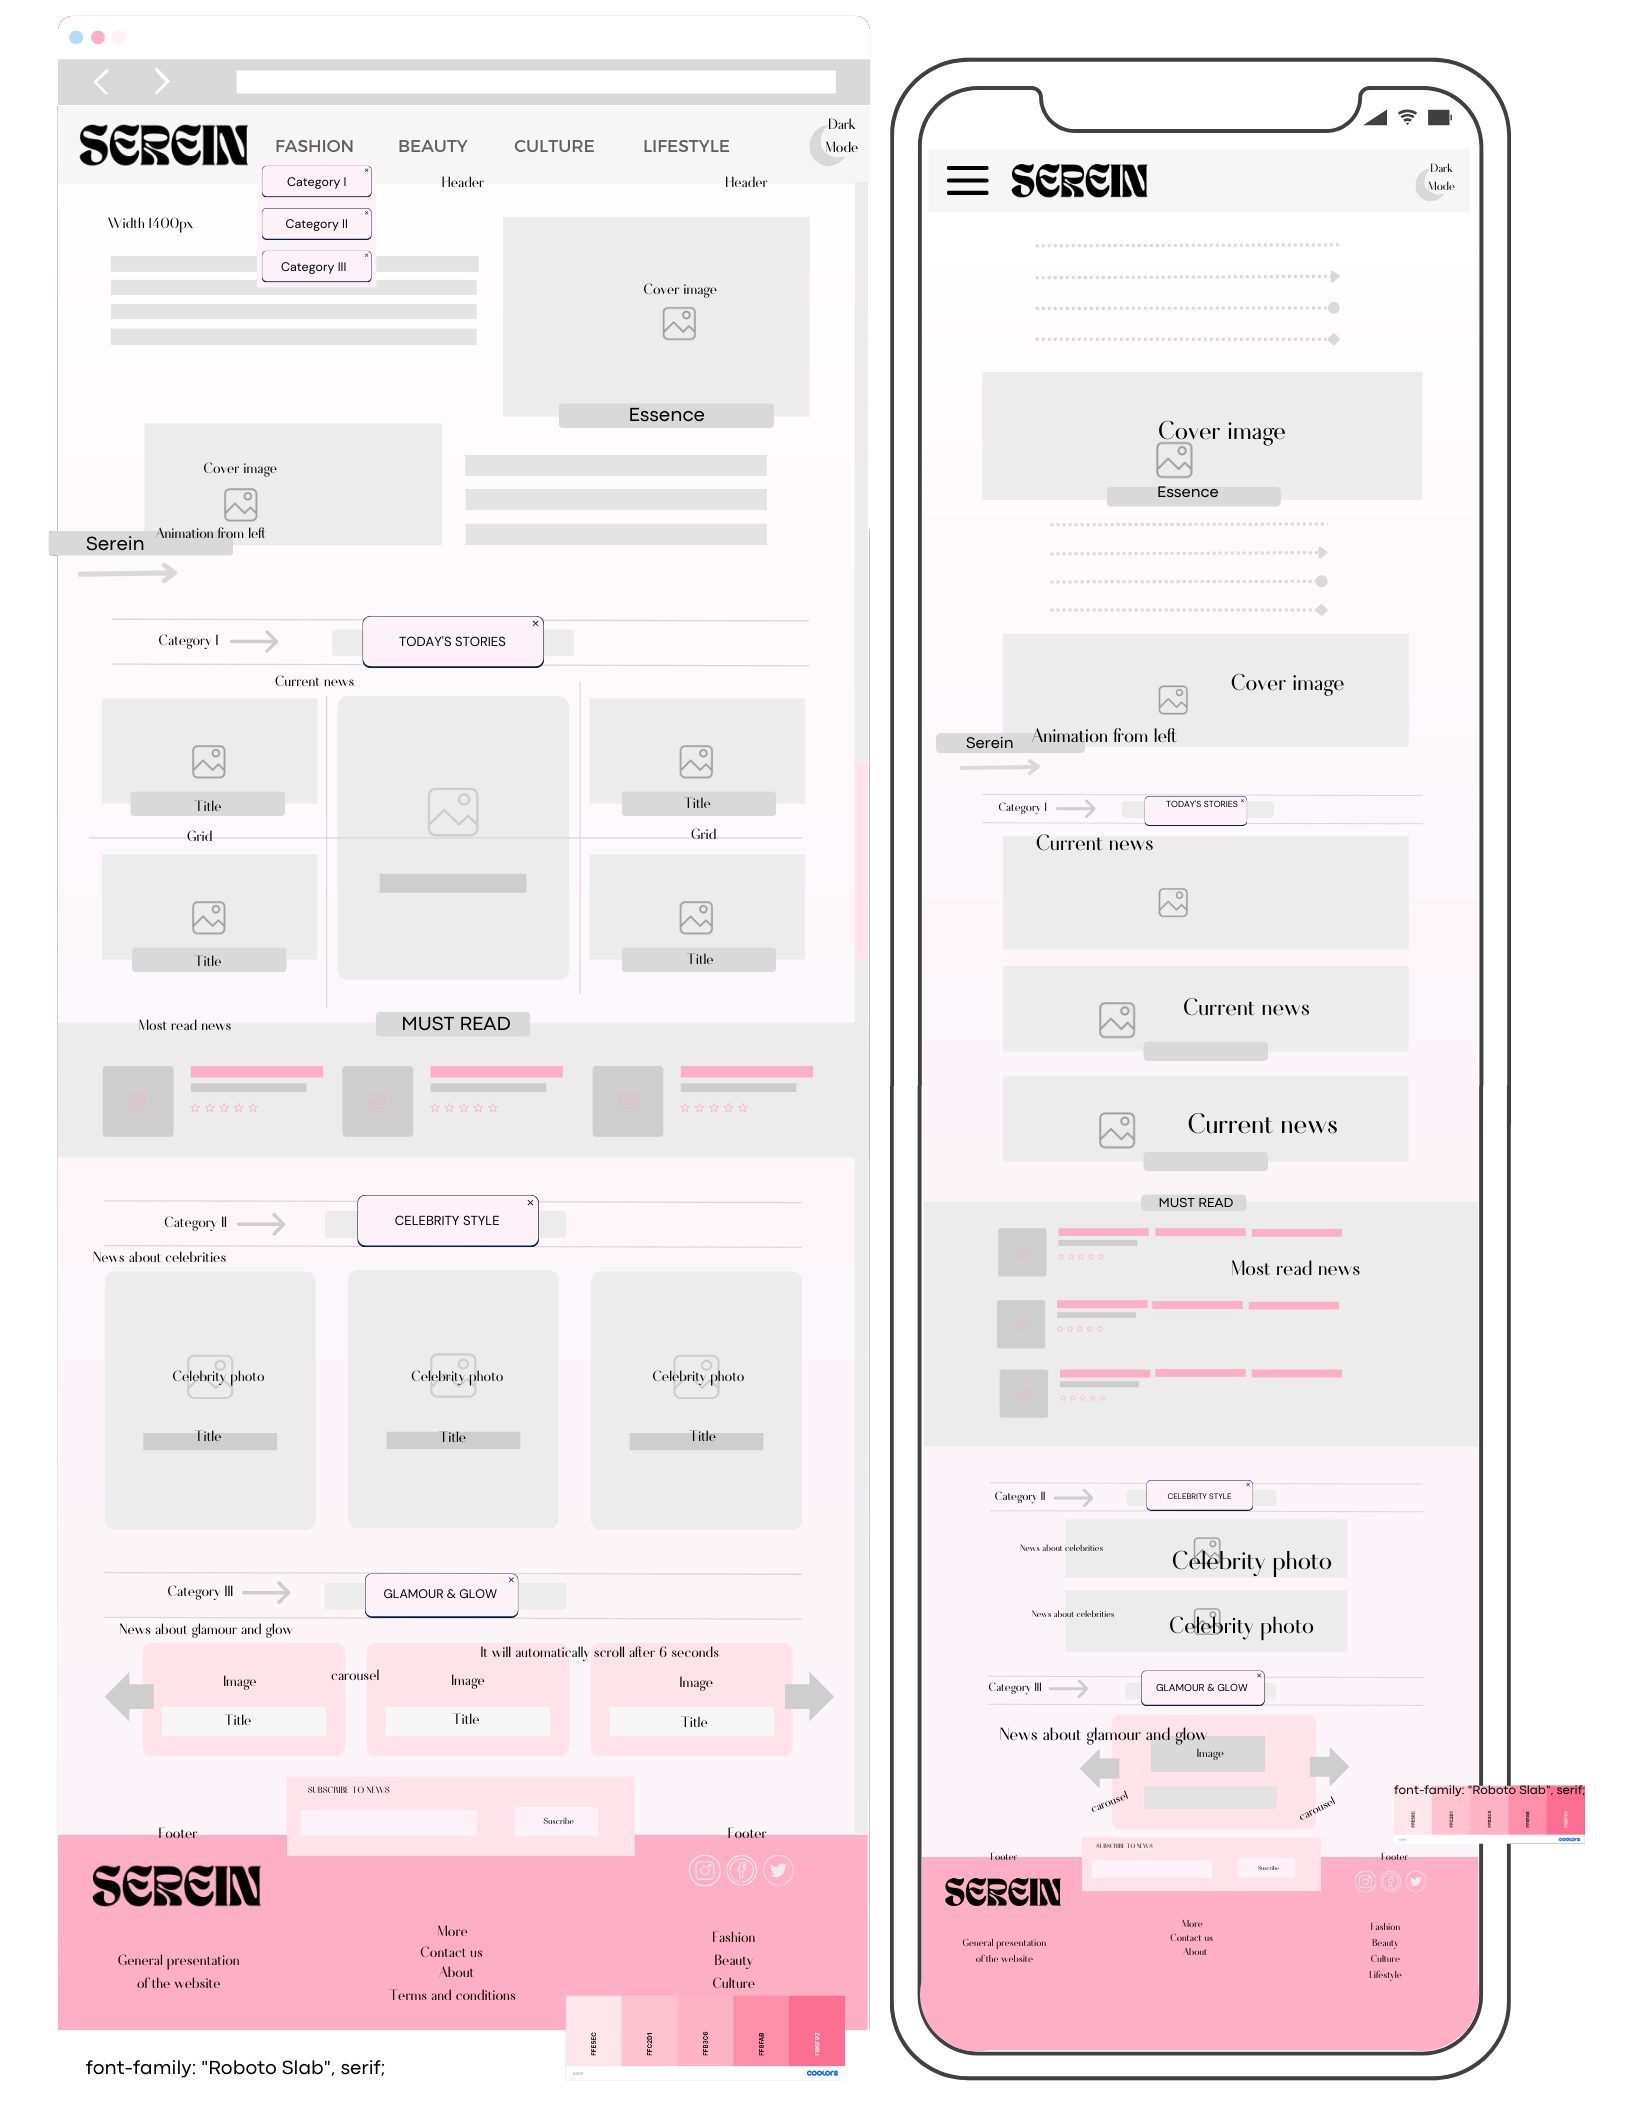 SEREIN
FASHION
BEAUTY
CULTURE
LIFESTYLE
Dark
Mode
Category I
Category II
Category III
Header
Header
Width 1400px
Cover image
Essence
Cover image
Animation from left
Serein
Category I
TODAY'S STORIES
Current news
Title
Title
Grid
Grid
Title
Title
Most read news
MUST READ
Category II
CELEBRITY STYLE
News about celebrities
Celebrity photo
Celebrity photo
Celebrity photo
Title
Title
Title
Category III
GLAMOUR & GLOW
News about glamour and glow
It will automatically scroll after 6 seconds
carousel
Image
Image
Image
Title
Title
Title
SUBSCRIBE TO NEWS
Suscribe
Footer
Footer
SEREIN
General presentation
of the website
More
Contact us
About
Terms and conditions
Fashion
Beauty
Culture
FFE5EC
FFC2D1
FFB3C6
FF8FAB
FB6F92
color
coolors
font-family: "Roboto Slab", serif;
SEREIN
Dark
Mode
Cover image
Essence
Cover image
Animation from left
Serein
Category I
TODAY'S STORIES
Current news
Current news
Current news
MUST READ
Most read news
Category II
CELEBRITY STYLE
News about celebrities
Celebrity photo
News about celebrities
Celebrity photo
Category III
GLAMOUR & GLOW
News about glamour and glow
Image
carousel
carousel
SUBSCRIBE TO NEWS
Suscribe
Footer
Footer
SEREIN
General presentation
of the website
More
Contact us
About
Fashion
Beauty
Culture
Lifestyle
font-family: "Roboto Slab", serif;
FFE5EC
FFC2D1
FFB3C6
FF8FAB
FB6F92
coolors